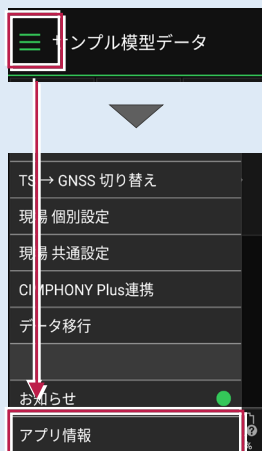 サンプル模型データ
TS→ GNSS 切り替え
現場 個別設定
現場 共通設定
CIMPHONY Plus連携
データ移行
お知らせ
アプリ情報
%